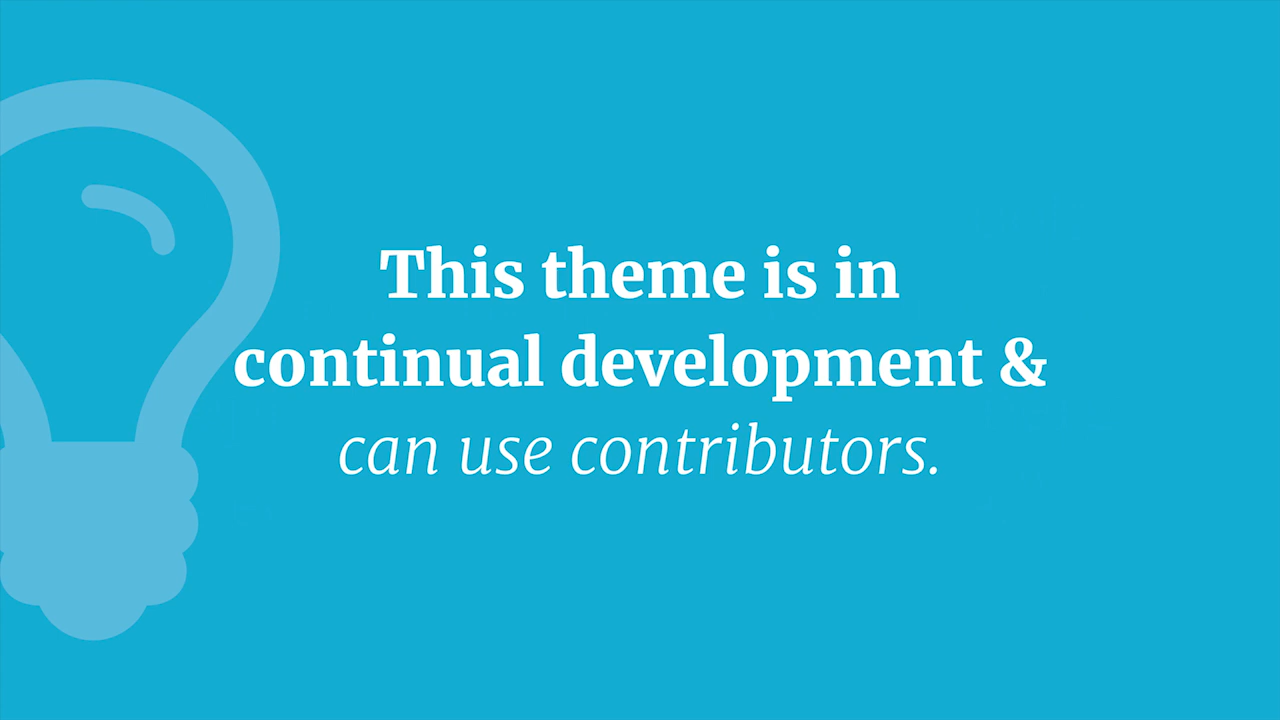 This theme is in
continual development &
can use contributors.